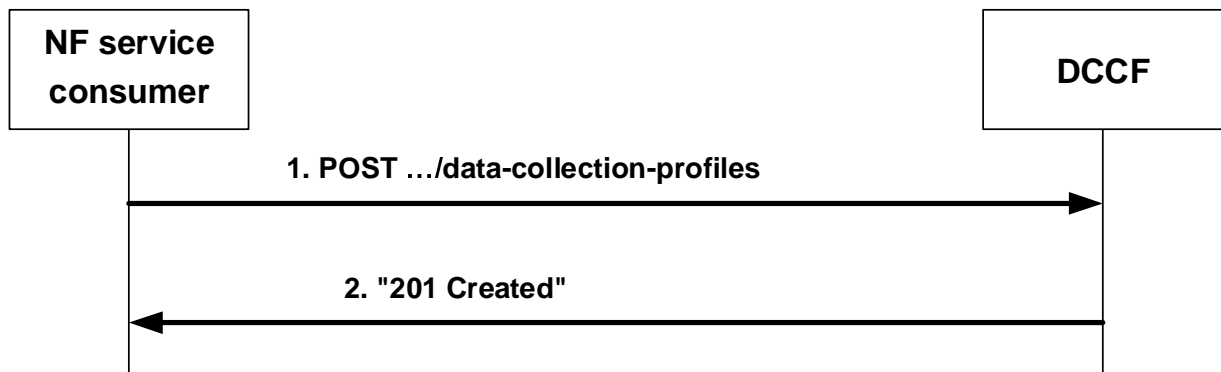 NF service
consumer
DCCF
1. POST …/data-collection-profiles
2. "201 Created"